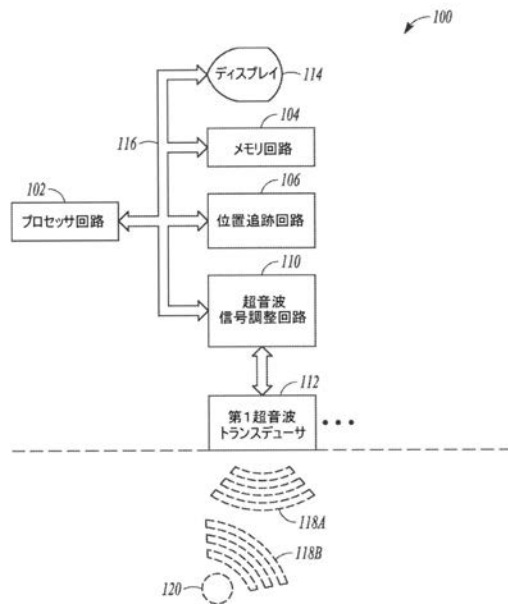 100
ディスプレイ
114
116
104
メモリ回路
102
プロセッサ回路
106
位置追跡回路
110
超音波
信号調整回路
112
第1超音波
トランスデューサ
118A
118B
120